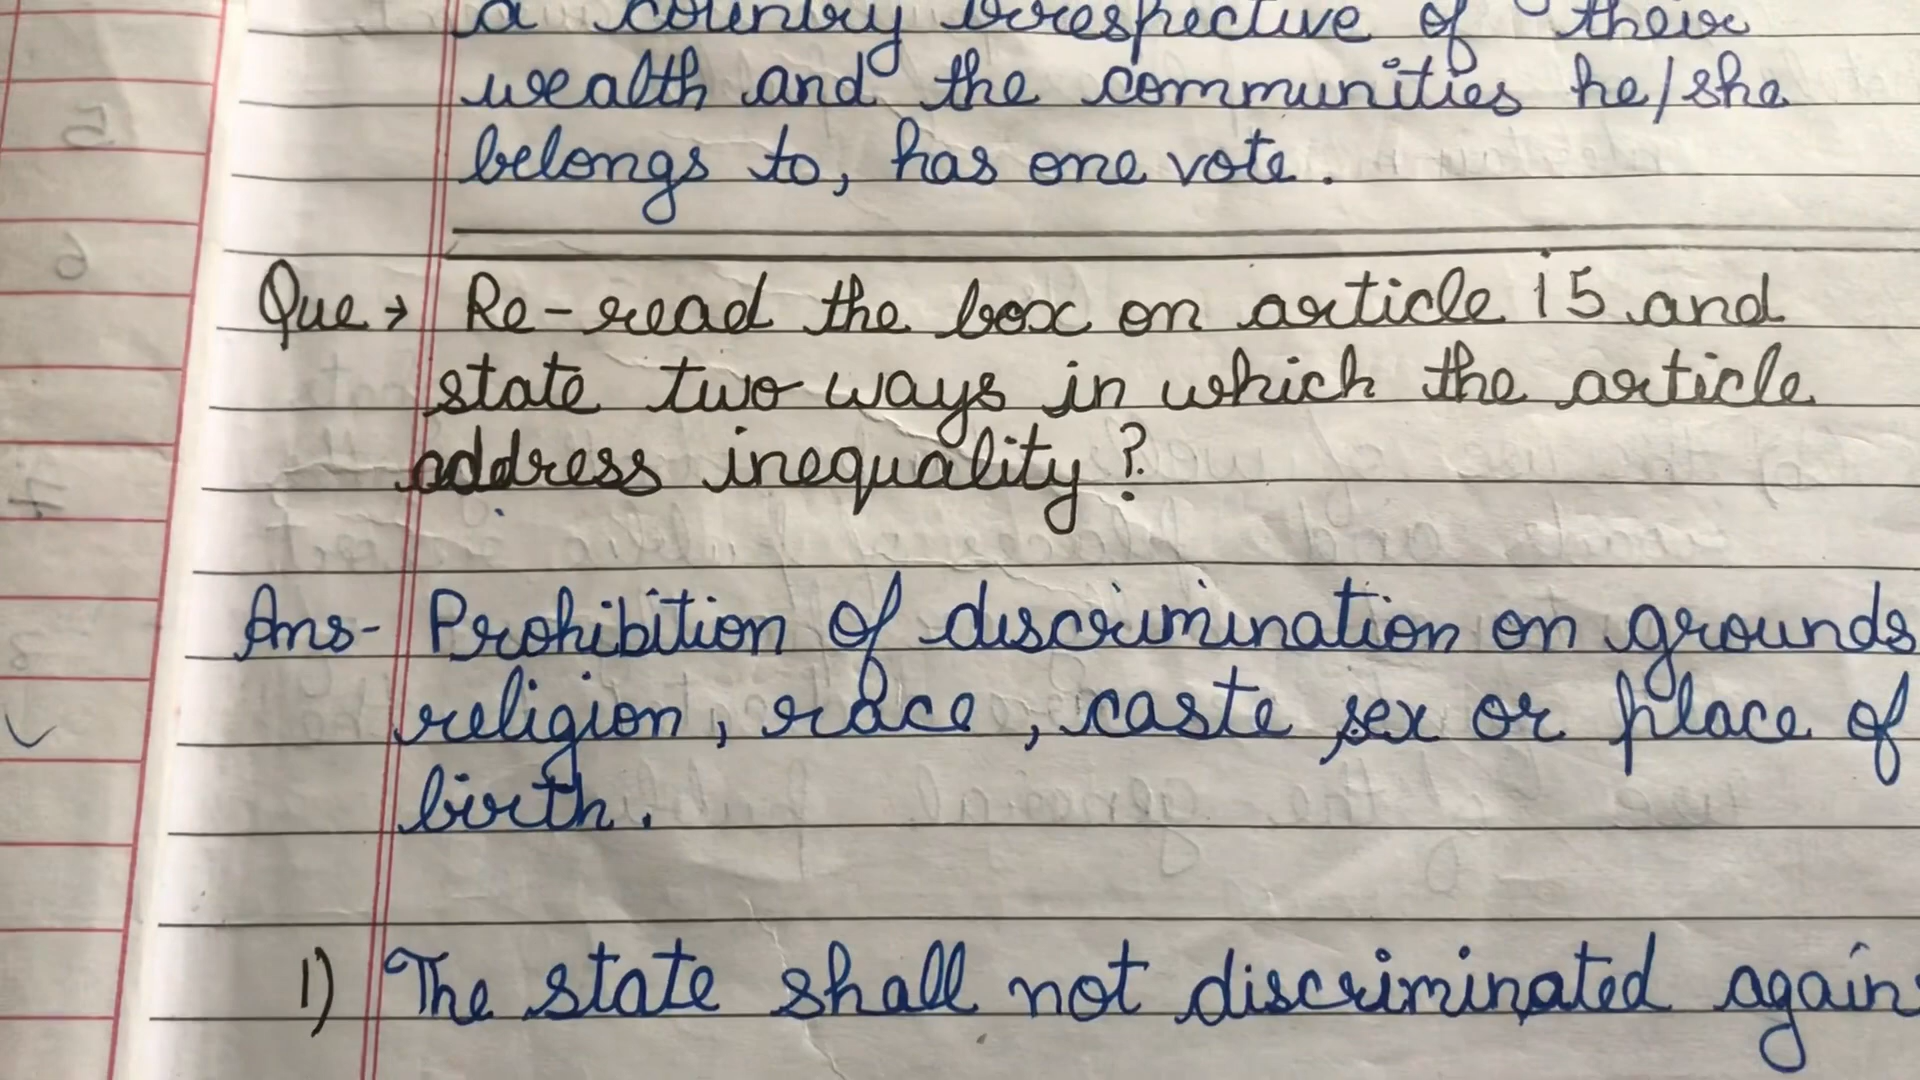 a country irrespective of their
wealth and the communities he/she
belongs to, has one vote.
Que → Re-read the box on article 15 and
state two ways in which the article
address inequality?
Ans- Prohibition of discrimination on grounds
religion, race, caste sex or place of
birth.
1) The state shall not discriminated agains